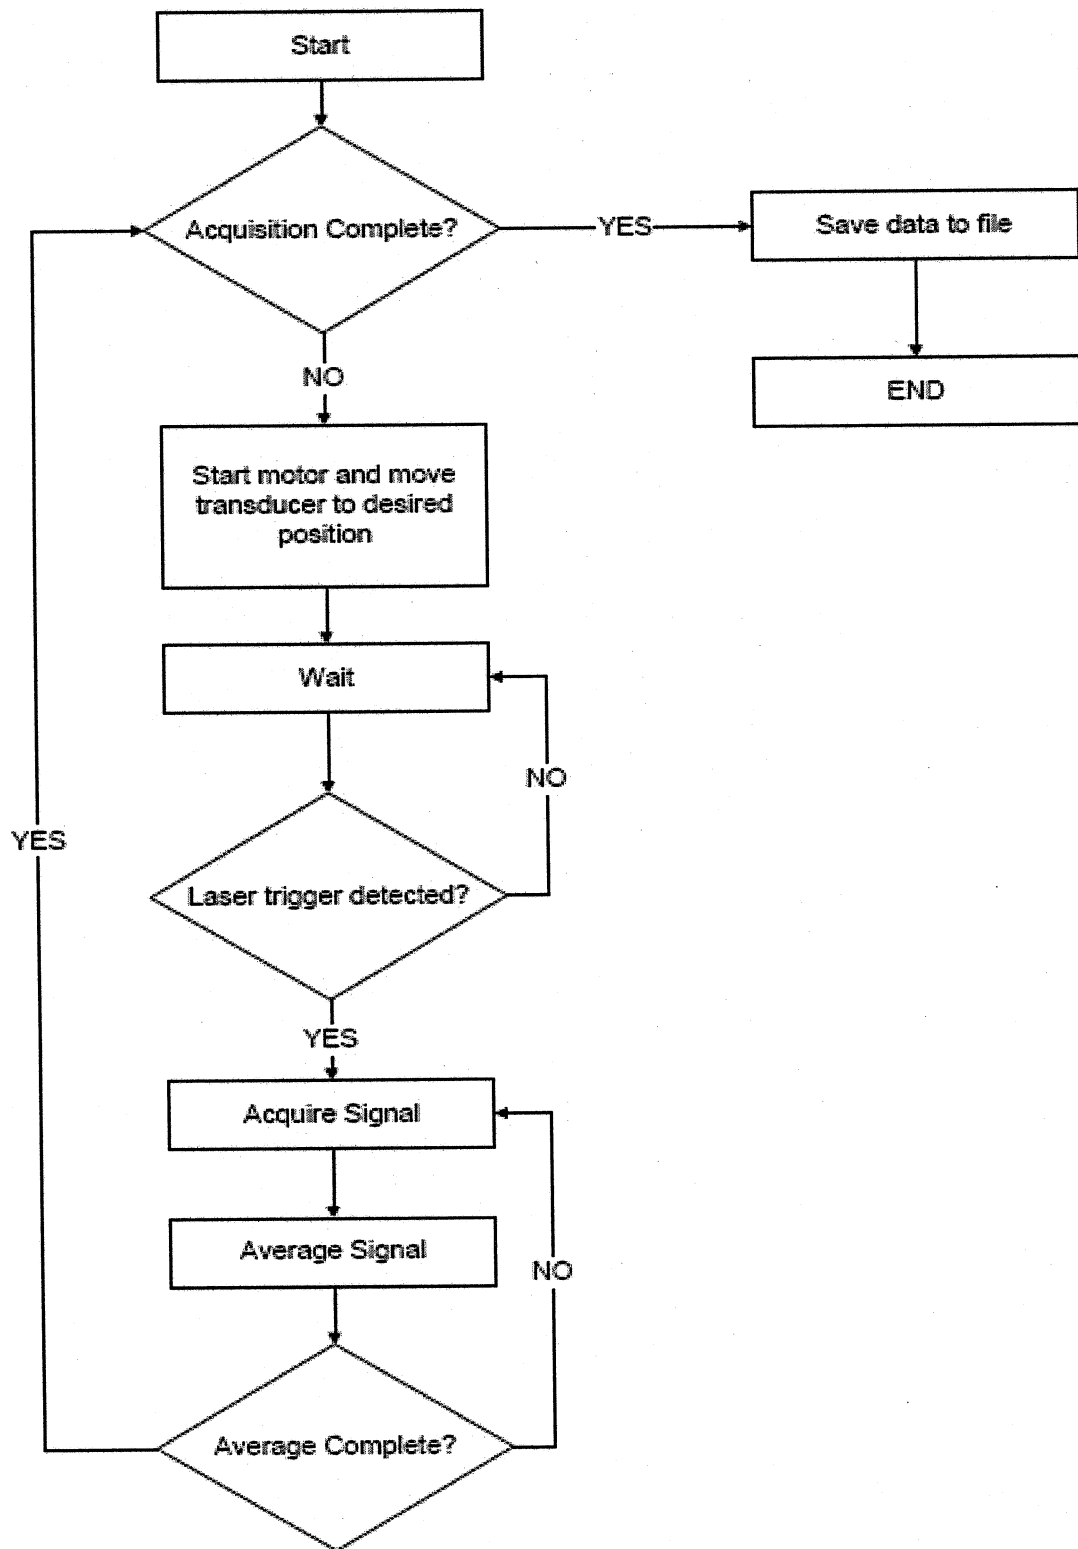 Start
Acquisition Complete?
YES
Save data to file
END
NO
Start motor and move
transducer to desired
position
Wait
NO
Laser trigger detected?
YES
YES
Acquire Signal
Average Signal
NO
Average Complete?